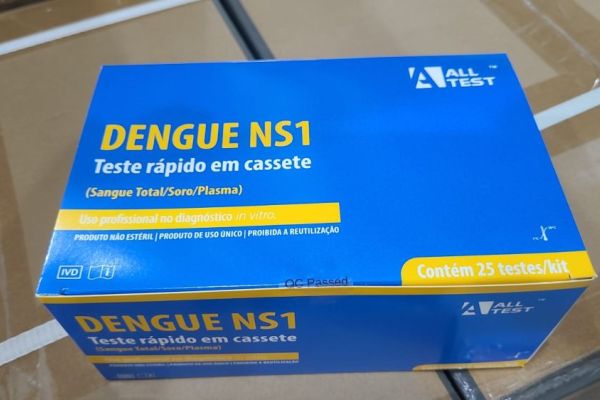 ALL
TEST
™
DENGUE NS1
Teste rápido em cassete
(Sangue Total/Soro/Plasma)
Uso profissional no diagnóstico in vitro.
PRODUTO NÃO ESTÉRIL | PRODUTO DE USO ÚNICO | PROIBIDA A REUTILIZAÇÃO
IVD
Contém 25 testes/kit
QC Passed
DENGUE NS1
ALL
TEST
Teste rápido em cassete
(Sangue Total/Soro/Plasma)